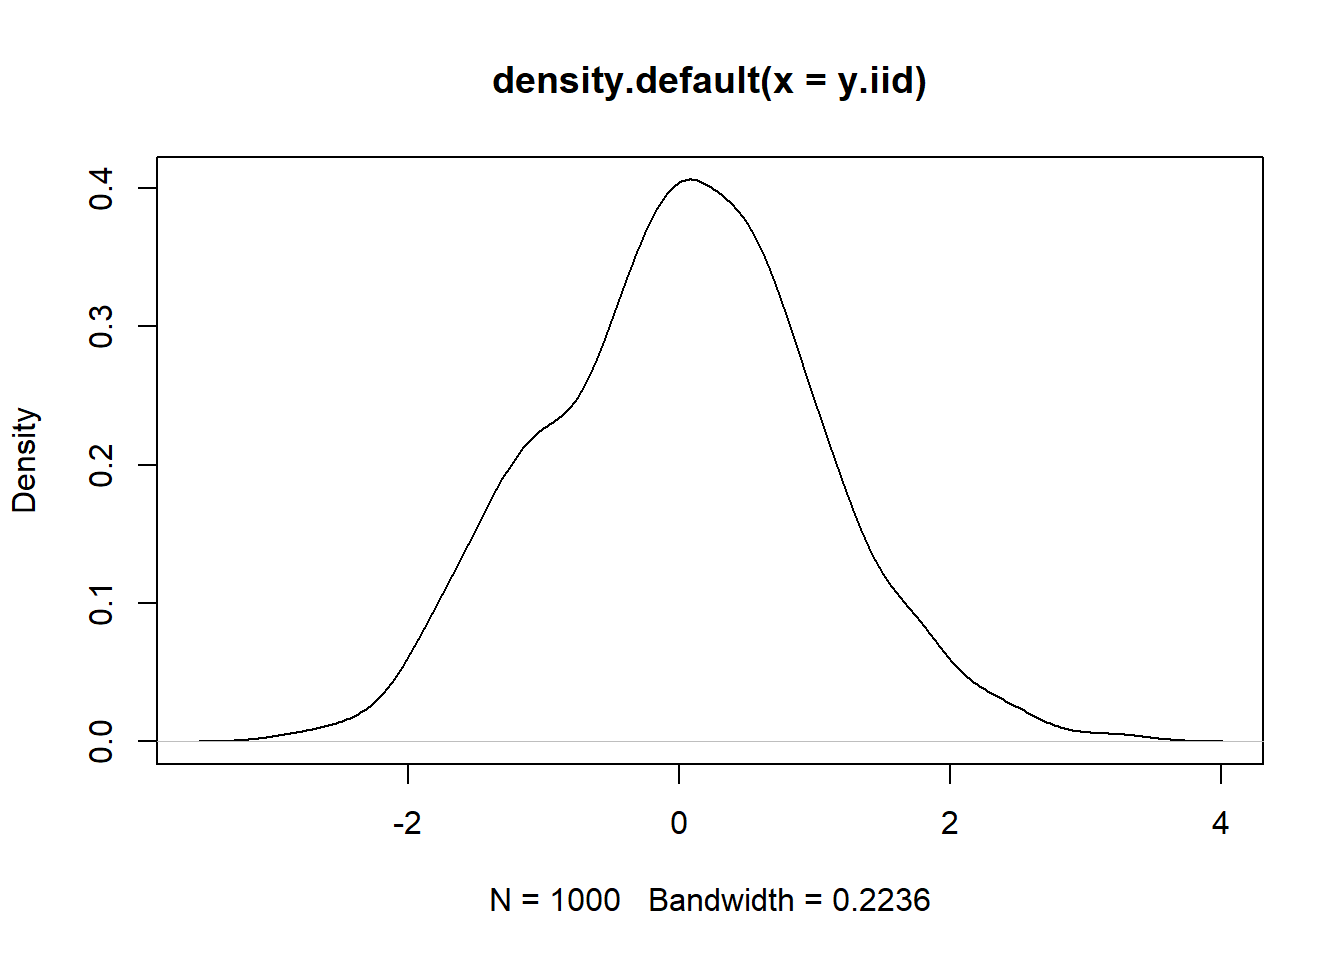 density.default(x = y.iid)
Density
0.4
0.3
0.2
0.1
0.0
-2 0 2 4
N = 1000 Bandwidth = 0.2236